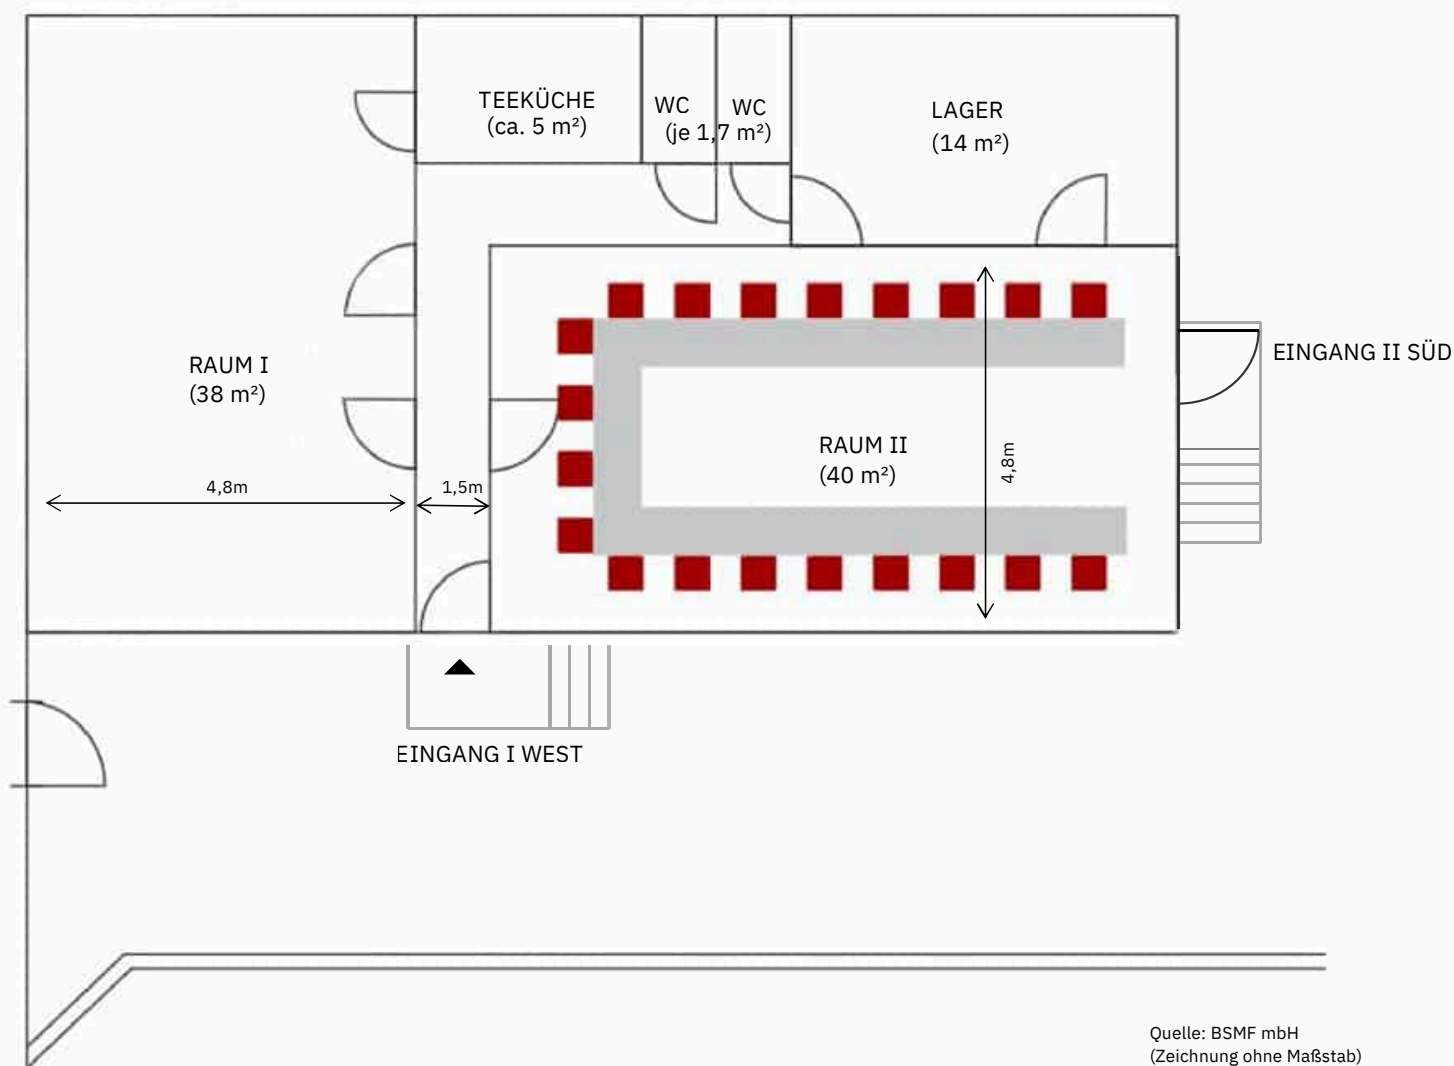 TEEKÜCHE
(ca. 5 m²)
WC
WC
(je 1,7 m²)
LAGER
(14 m²)
EINGANG II SÜD
RAUM I
(38 m²)
RAUM II
(40 m²)
4,8m
4,8m
1,5m
EINGANG I WEST
Quelle: BSMF mbH
(Zeichnung ohne Maßstab)